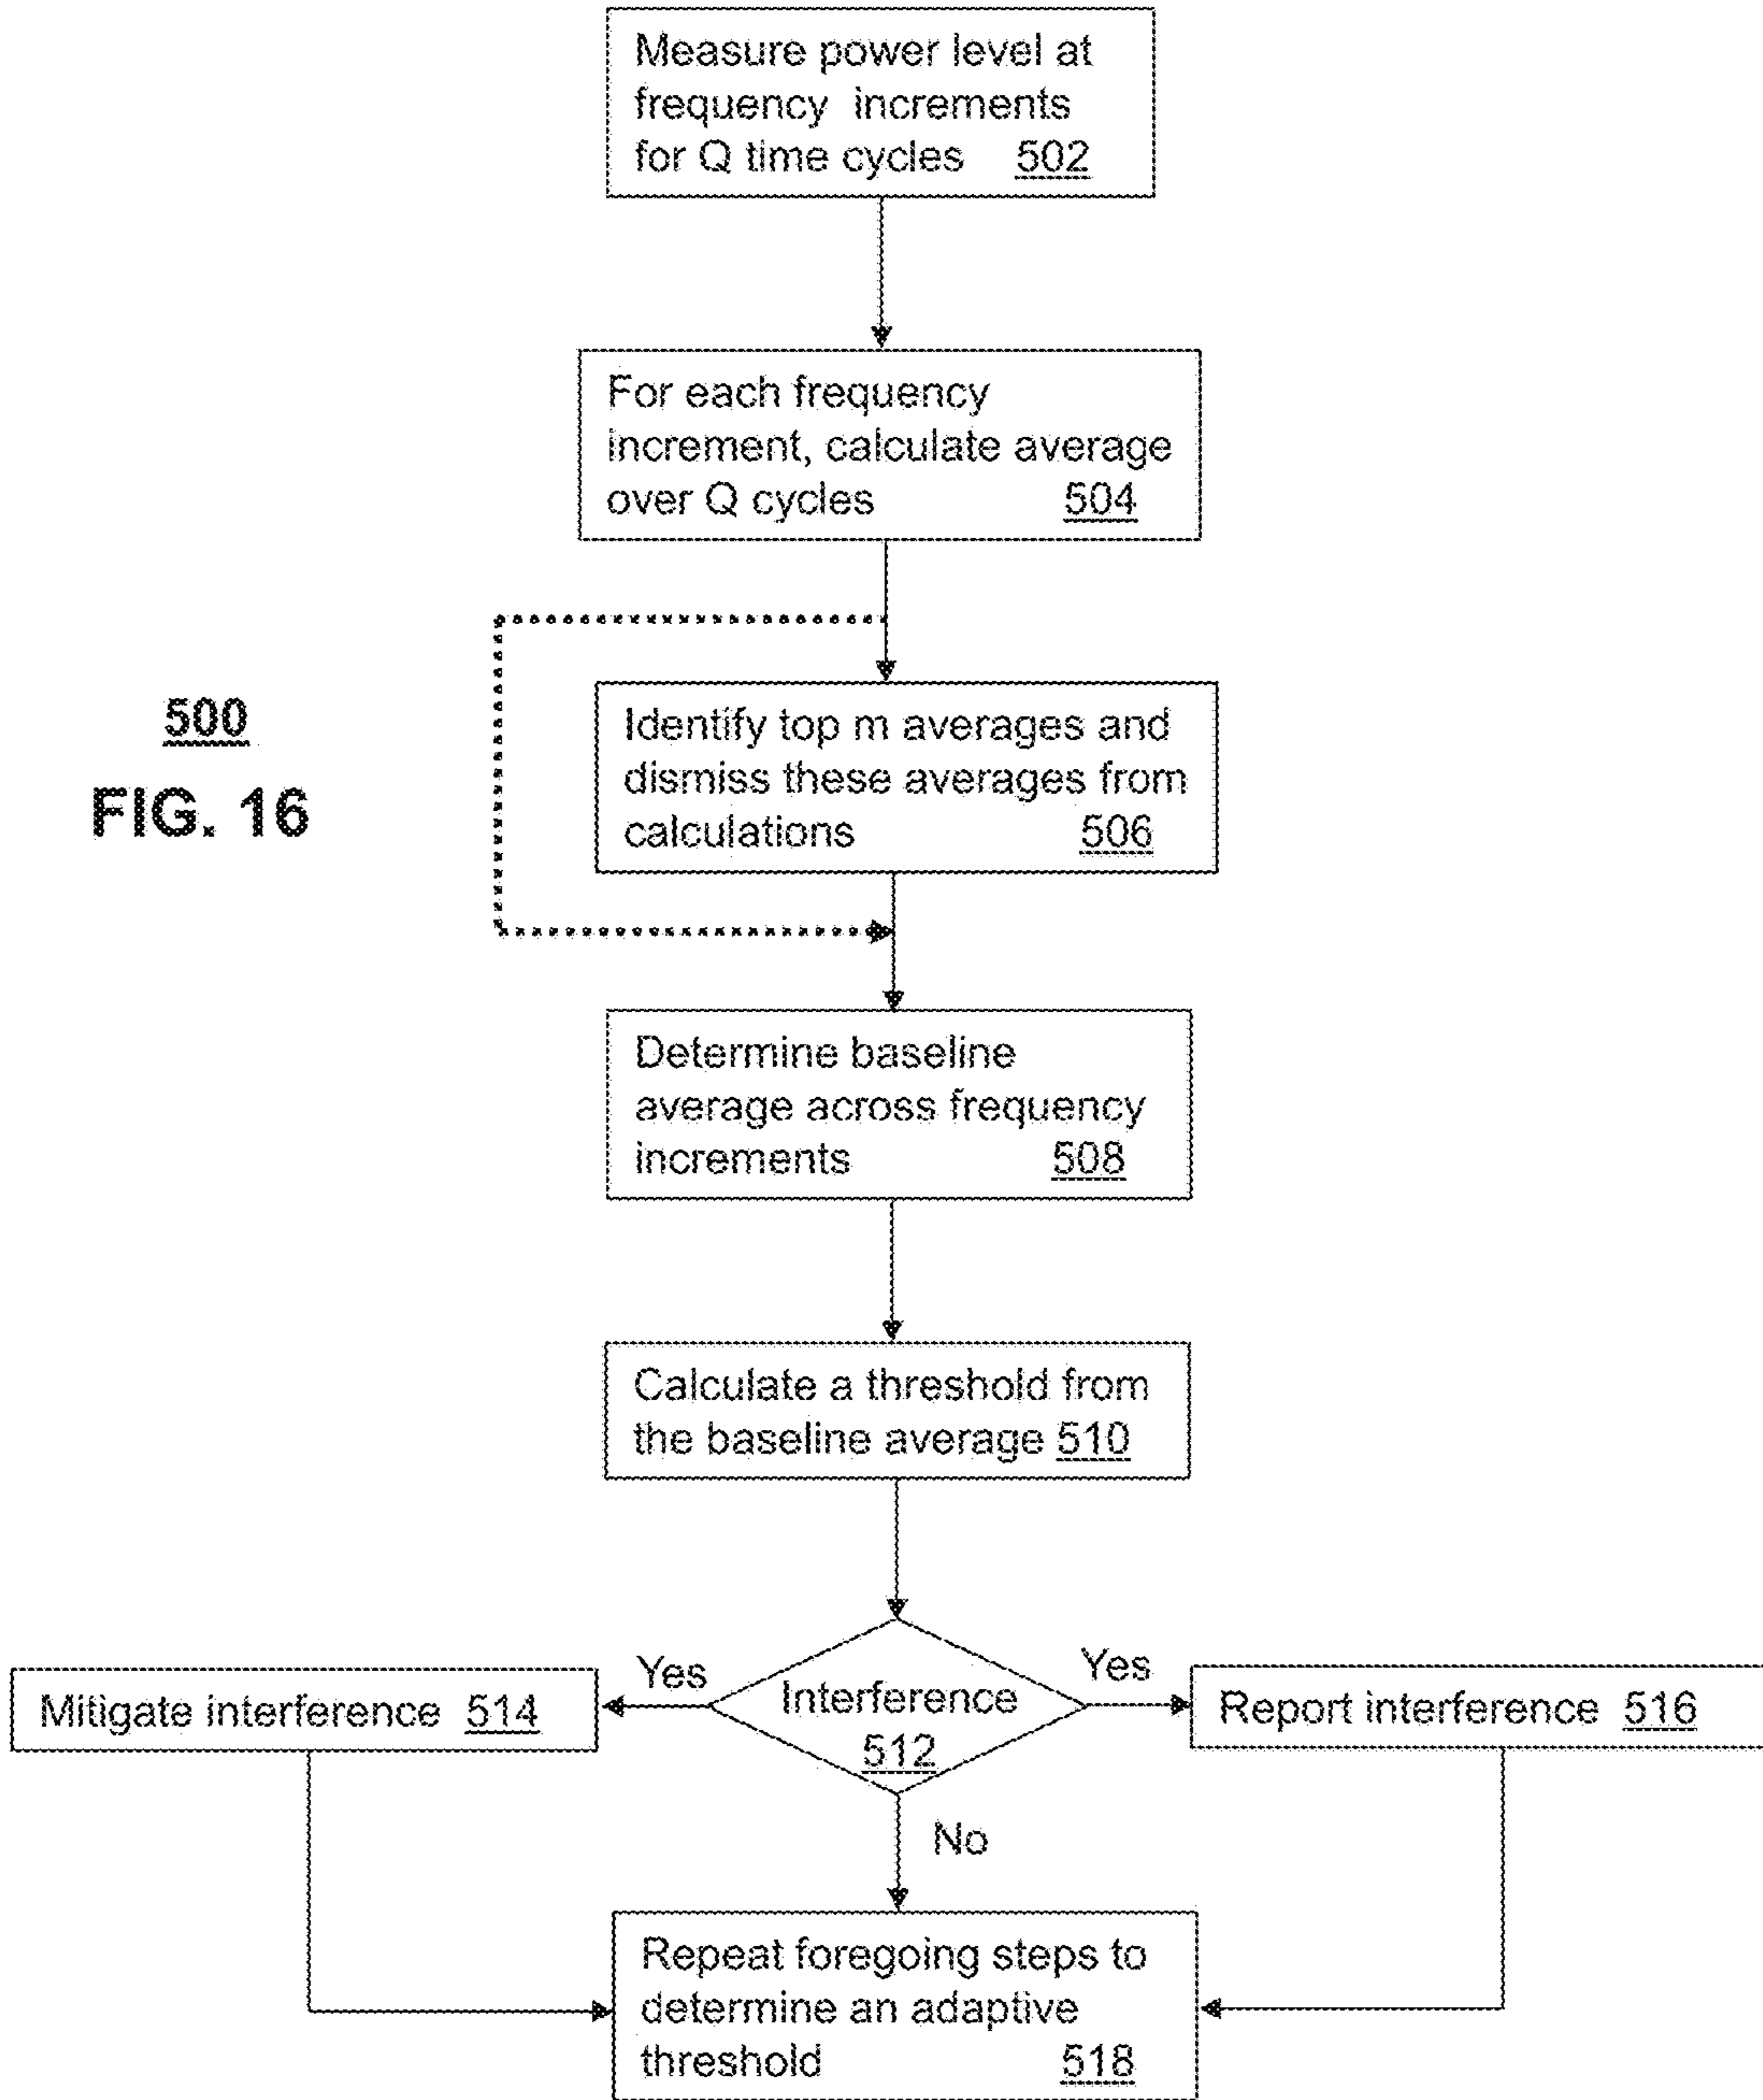 Measure power level at
frequency increments
for Q time cycles 502
For each frequency
increment, calculate average
over Q cycles 504
500
FIG. 16
Identify top m averages and
dismiss these averages from
calculations 506
Determine baseline
average across frequency
increments 508
Calculate a threshold from
the baseline average 510
Yes
Yes
Mitigate interference 514
Interference
512
Report interference 516
No
Repeat foregoing steps to
determine an adaptive
threshold 518